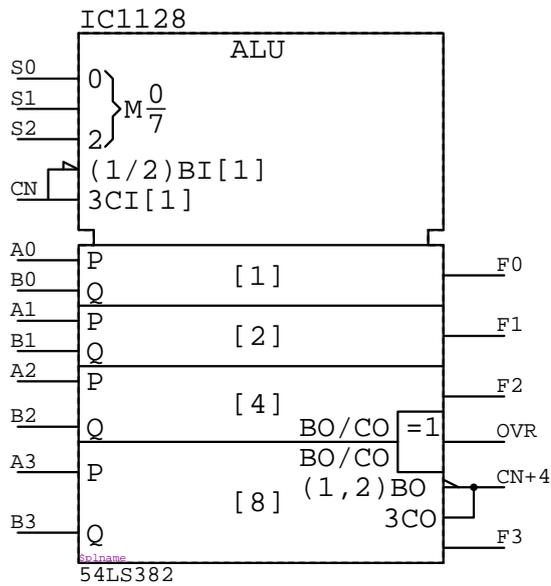 IC1128
ALU
S0
0
S1
M 0/7
S2
2
(1/2)BI[1]
CN
3CI[1]
A0
P
[1]
F0
B0
Q
A1
P
[2]
F1
B1
Q
A2
P
[4]
F2
B2
Q
BO/CO
=1
OVR
BO/CO
A3
P
(1,2)BO
CN+4
[8]
3CO
B3
Q
F3
$plname
54LS382